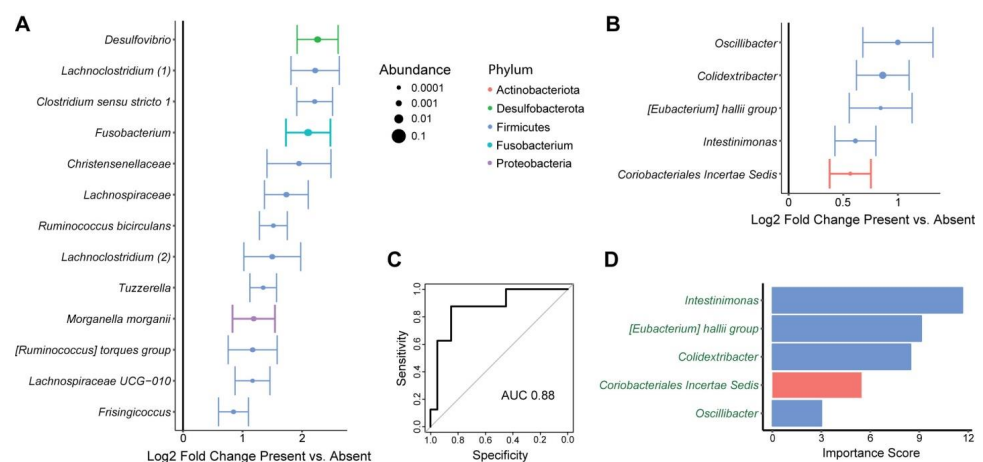 A
Desulfovibrio
Lachnoclostridium (1)
Clostridium sensu stricto 1
Fusobacterium
Christensenellaceae
Lachnospiraceae
Ruminococcus bicirculans
Lachnoclostridium (2)
Tuzzerella
Morganella morganii
[Ruminococcus] torques group
Lachnospiraceae UCG−010
Frisingicoccus
0 1 2
Log2 Fold Change Present vs. Absent
Abundance
0.0001
0.001
0.01
0.1
Phylum
Actinobacteriota
Desulfobacterota
Firmicutes
Fusobacterium
Proteobacteria
B
Oscillibacter
Colidextribacter
[Eubacterium] hallii group
Intestinimonas
Coriobacteriales Incertae Sedis
0 0.5 1
Log2 Fold Change Present vs. Absent
C
Sensitivity
1.0
0.8
0.6
0.4
0.2
0.0
AUC 0.88
1.0 0.8 0.6 0.4 0.2 0.0
Specificity
D
Intestinimonas
[Eubacterium] hallii group
Colidextribacter
Coriobacteriales Incertae Sedis
Oscillibacter
0 3 6 9 12
Importance Score